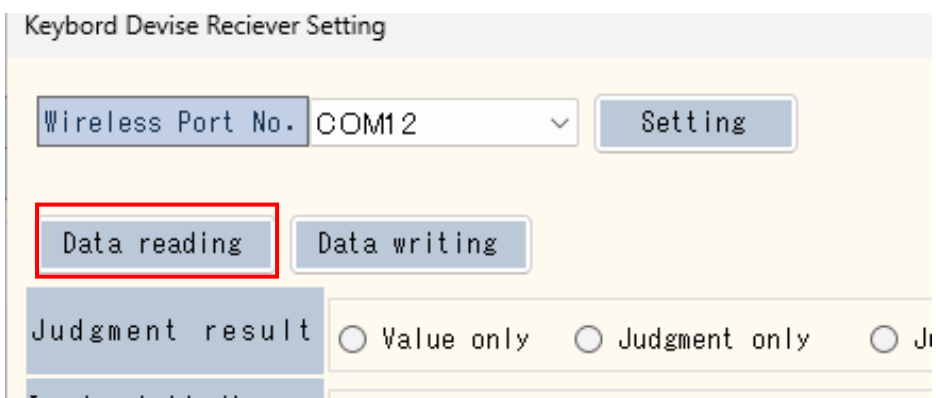 Keybord Devise Reciever Setting
Wireless Port No. COM12 Setting
Data reading Data writing
Judgment result Value only Judgment only